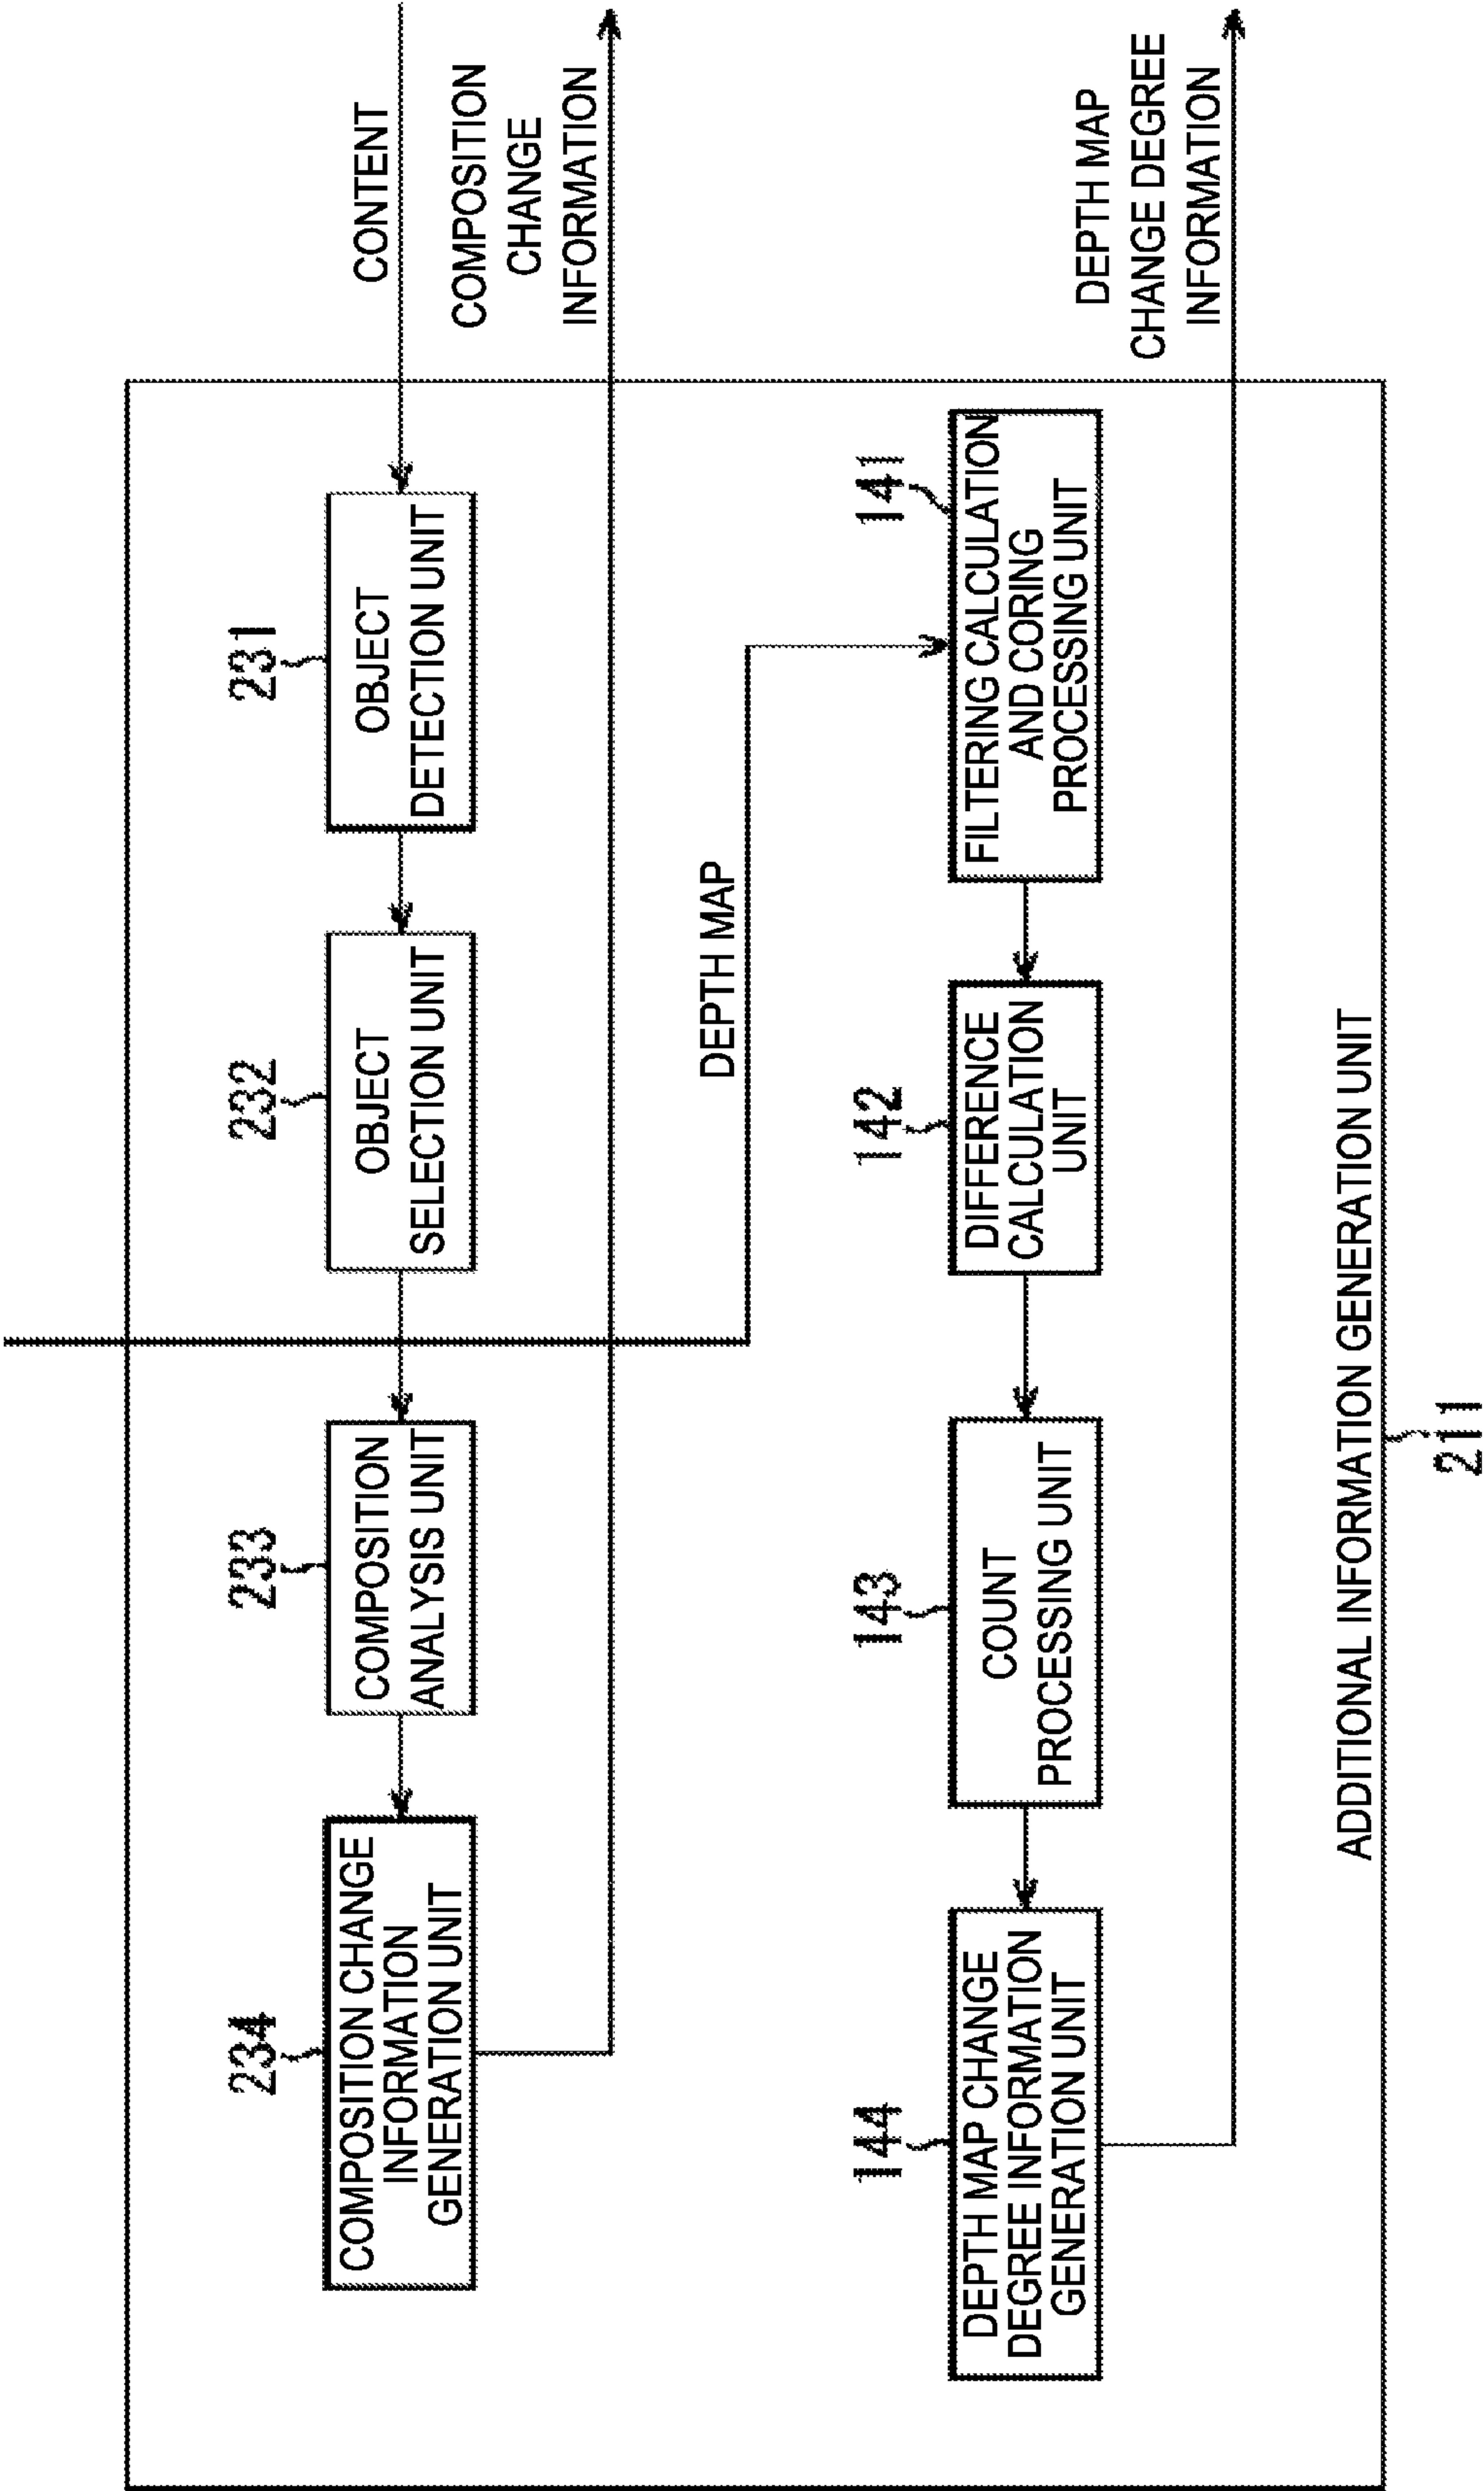 CONTENT
COMPOSITION
CHANGE
INFORMATION
231
OBJECT
DETECTION UNIT
232
OBJECT
SELECTION UNIT
233
COMPOSITION
ANALYSIS UNIT
234
COMPOSITION CHANGE
INFORMATION
GENERATION UNIT
DEPTH MAP
DEPTH MAP
CHANGE DEGREE
INFORMATION
141
FILTERING CALCULATION
AND CORING
PROCESSING UNIT
142
DIFFERENCE
CALCULATION
UNIT
143
COUNT
PROCESSING UNIT
144
DEPTH MAP CHANGE
DEGREE INFORMATION
GENERATION UNIT
ADDITIONAL INFORMATION GENERATION UNIT
211